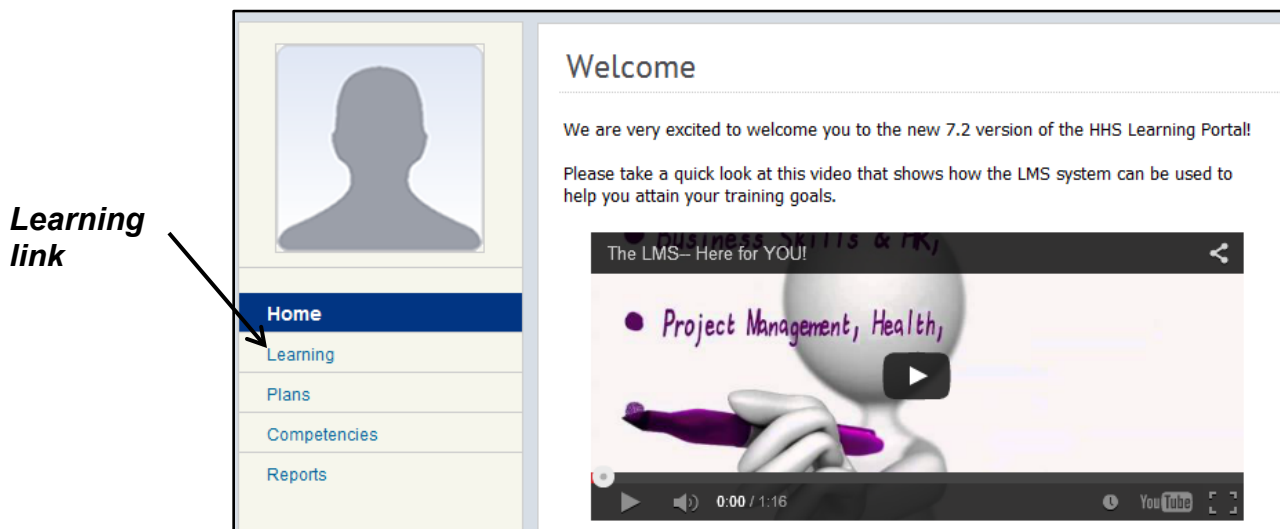 Learning
link
Home
Learning
Plans
Competencies
Reports
Welcome
We are very excited to welcome you to the new 7.2 version of the HHS Learning Portal!
Please take a quick look at this video that shows how the LMS system can be used to
help you attain your training goals.
Business Skills & HR,
The LMS– Here for YOU!
Project Management, Health,
0:00 / 1:16
YouTube